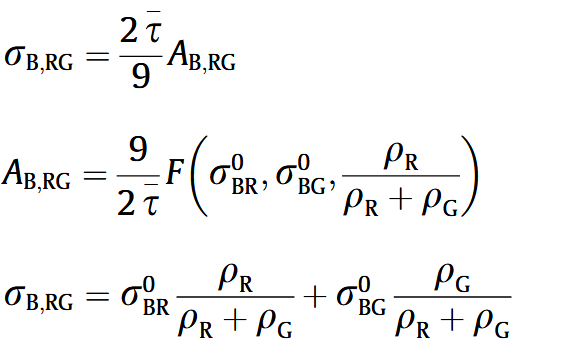 σ_B,RG = (2 τ̄ / 9) A_B,RG
A_B,RG = (9 / 2 τ̄) F(σ⁰_BR, σ⁰_BG, ρ_R / (ρ_R + ρ_G))
σ_B,RG = σ⁰_BR ρ_R / (ρ_R + ρ_G) + σ⁰_BG ρ_G / (ρ_R + ρ_G)